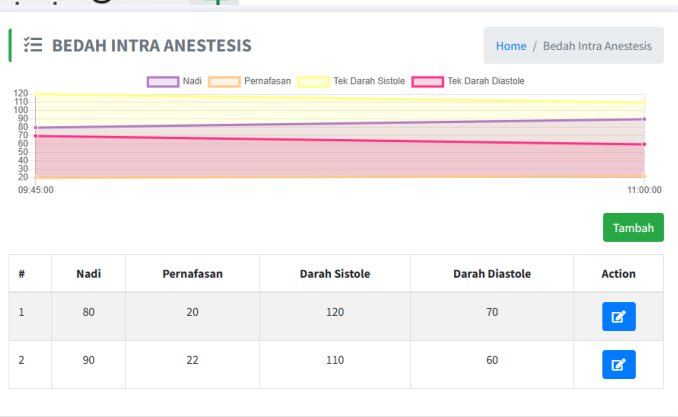 BEDAH INTRA ANESTESIS
Home / Bedah Intra Anestesis
Nadi Pernafasan Tek Darah Sistole Tek Darah Diastole
120
110
100
90
80
70
60
50
40
30
20
09:45:00 11:00:00
Tambah
# Nadi Pernafasan Darah Sistole Darah Diastole Action
1 80 20 120 70
2 90 22 110 60